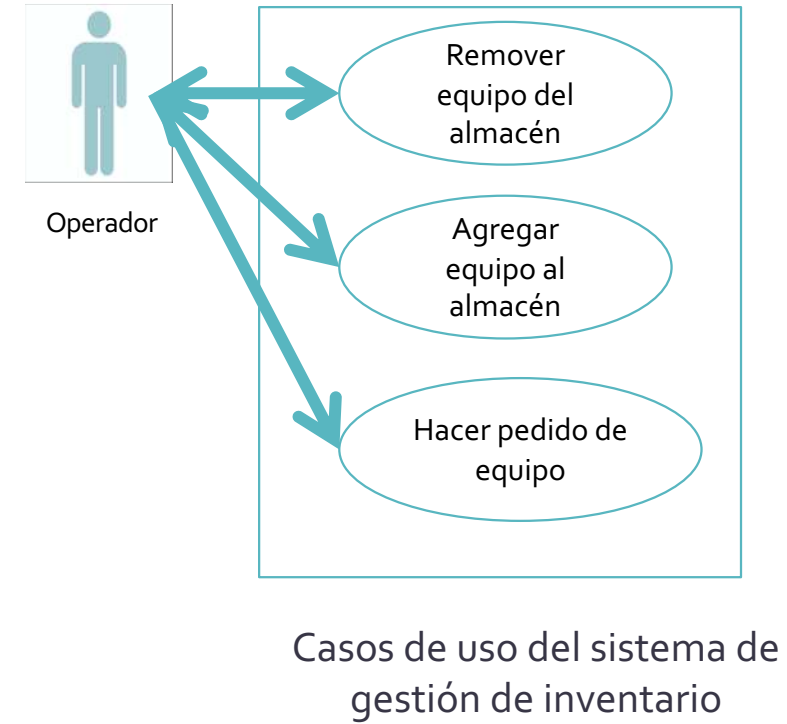 Operador
Remover
equipo del
almacén
Agregar
equipo al
almacén
Hacer pedido de
equipo
Casos de uso del sistema de
gestión de inventario